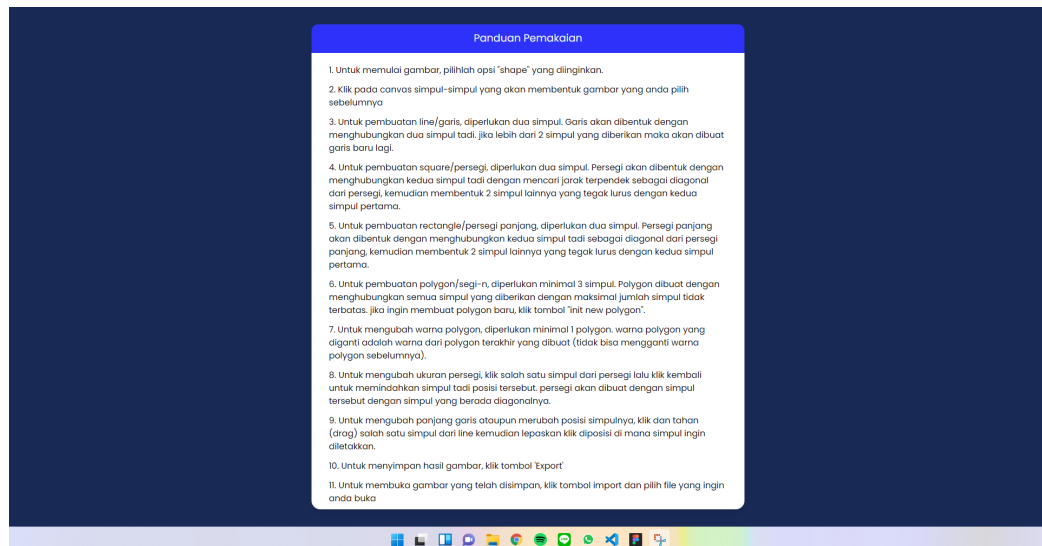 Panduan Pemakaian
1. Untuk memulai gambar, pilihlah opsi "shape" yang diinginkan.
2. Klik pada canvas simpul-simpul yang akan membentuk gambar yang anda pilih
sebelumnya
3. Untuk pembuatan line/garis, diperlukan dua simpul. Garis akan dibentuk dengan
menghubungkan dua simpul tadi. jika lebih dari 2 simpul yang diberikan maka akan dibuat
garis baru lagi.
4. Untuk pembuatan square/persegi, diperlukan dua simpul. Persegi akan dibentuk dengan
menghubungkan kedua simpul tadi dengan mencari jarak terpendek sebagai diagonal
dari persegi, kemudian membentuk 2 simpul lainnya yang tegak lurus dengan kedua
simpul pertama.
5. Untuk pembuatan rectangle/persegi panjang, diperlukan dua simpul. Persegi panjang
akan dibentuk dengan menghubungkan kedua simpul tadi sebagai diagonal dari persegi
panjang, kemudian membentuk 2 simpul lainnya yang tegak lurus dengan kedua simpul
pertama.
6. Untuk pembuatan polygon/segi-n, diperlukan minimal 3 simpul. Polygon dibuat dengan
menghubungkan semua simpul yang diberikan dengan maksimal jumlah simpul tidak
terbatas. jika ingin membuat polygon baru, klik tombol "init new polygon".
7. Untuk mengubah warna polygon, diperlukan minimal 1 polygon. warna polygon yang
diganti adalah warna dari polygon terakhir yang dibuat (tidak bisa mengganti warna
polygon sebelumnya).
8. Untuk mengubah ukuran persegi, klik salah satu simpul dari persegi lalu klik kembali
untuk memindahkan simpul tadi posisi tersebut. persegi akan dibuat dengan simpul
tersebut dengan simpul yang berada diagonalnya.
9. Untuk mengubah panjang garis ataupun merubah posisi simpulnya, klik dan tahan
(drag) salah satu simpul dari line kemudian lepaskan klik diposisi di mana simpul ingin
diletakkan.
10. Untuk menyimpan hasil gambar, klik tombol 'Export'
11. Untuk membuka gambar yang telah disimpan, klik tombol import dan pilih file yang ingin
anda buka